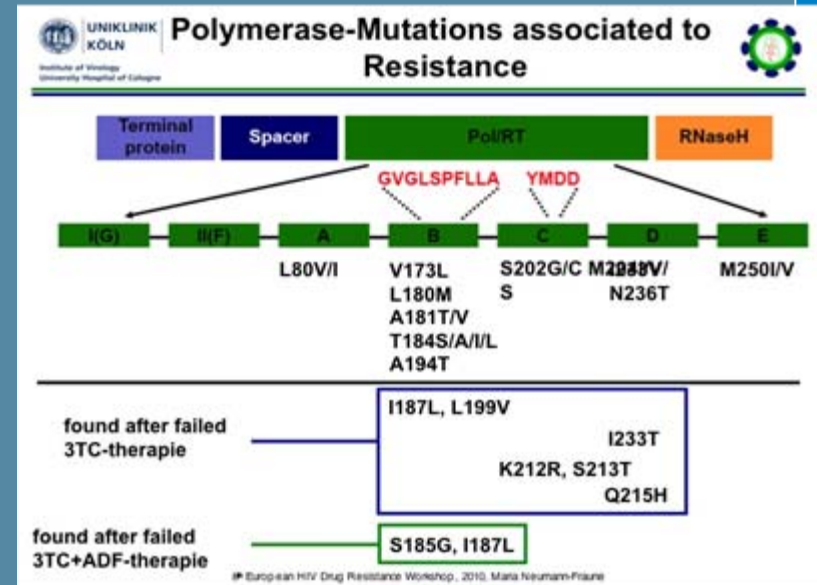 UNIKLINIK
KÖLN
Institute of Virology
University Hospital of Cologne
Polymerase-Mutations associated to
Resistance
Terminal
protein
Spacer
Pol/RT
RNaseH
GVGLSPFLLA YMDD
I(G) II(F) A B C D E
L80V/I
V173L
L180M
A181T/V
T184S/A/I/L
A194T
S202G/C
S
N236T
M250I/V
found after failed
3TC-therapie
I187L, L199V
I233T
K212R, S213T
Q215H
found after failed
3TC+ADF-therapie
S185G, I187L
European HIV Drug Resistance Workshop, 2010, Maria Neumann-Fraune